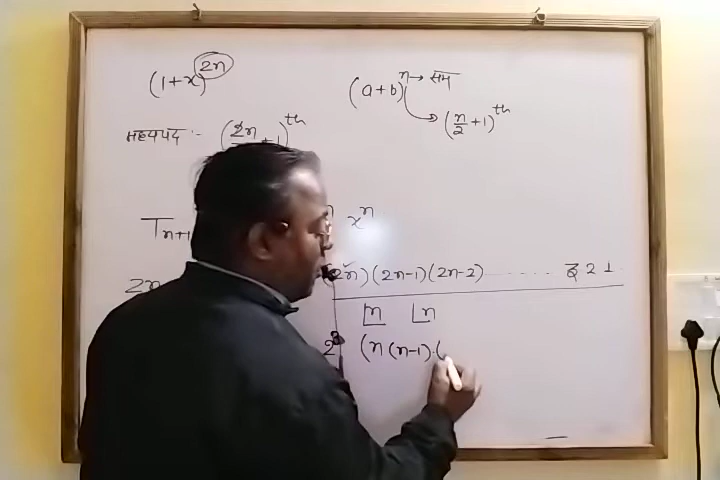 (1+x)^2n
(a+b)^n → सम
→ (n/2 +1)^th
मध्यपद :- (2n +1)^th
T n+1 x^n
2n (2n)(2n-1)(2n-2) ........ 3 2 1
|n |n
2 (n (n-1) (